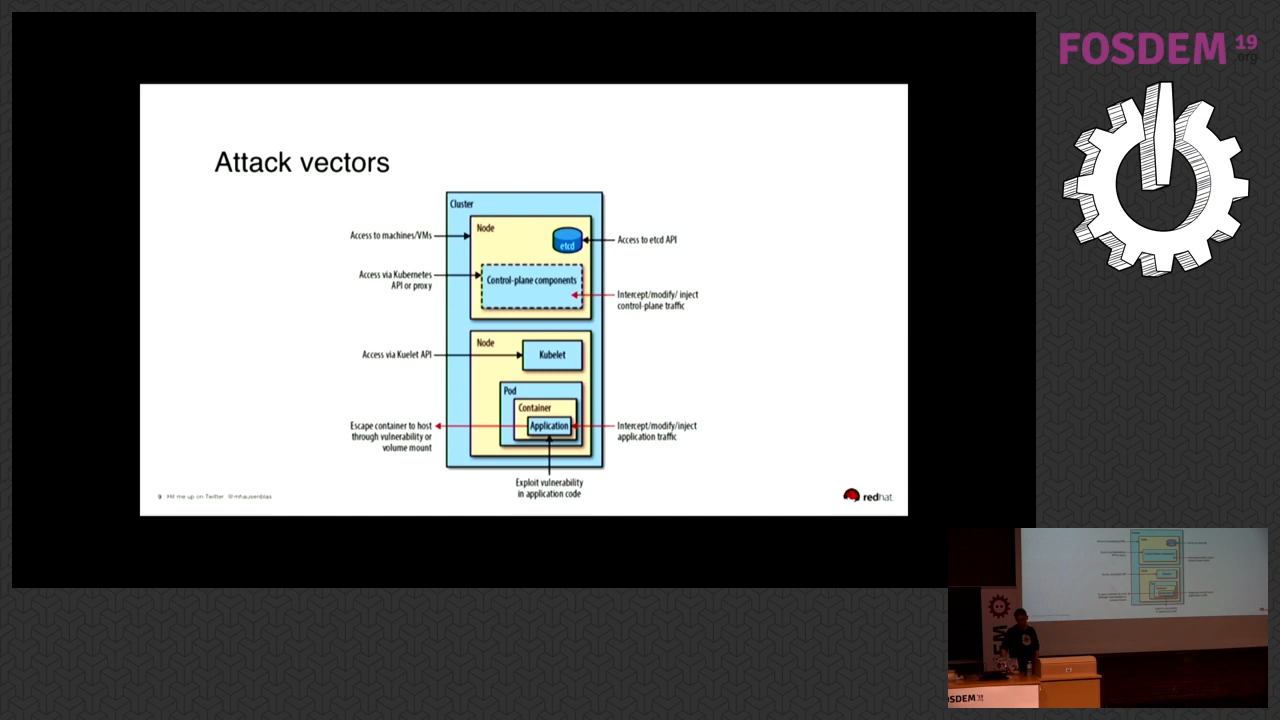 FOSDEM 19
.org
Attack vectors
Cluster
Node
etcd
Access to machines/VMs
Access to etcd API
Access via Kubernetes
API or proxy
Control-plane components
Intercept/modify/ inject
control-plane traffic
Node
Access via Kuelet API
Kubelet
Pod
Container
Application
Escape container to host
through vulnerability or
volume mount
Intercept/modify/inject
application traffic
Exploit vulnerability
in application code
9 Hit me up on Twitter @mhausenblas
redhat